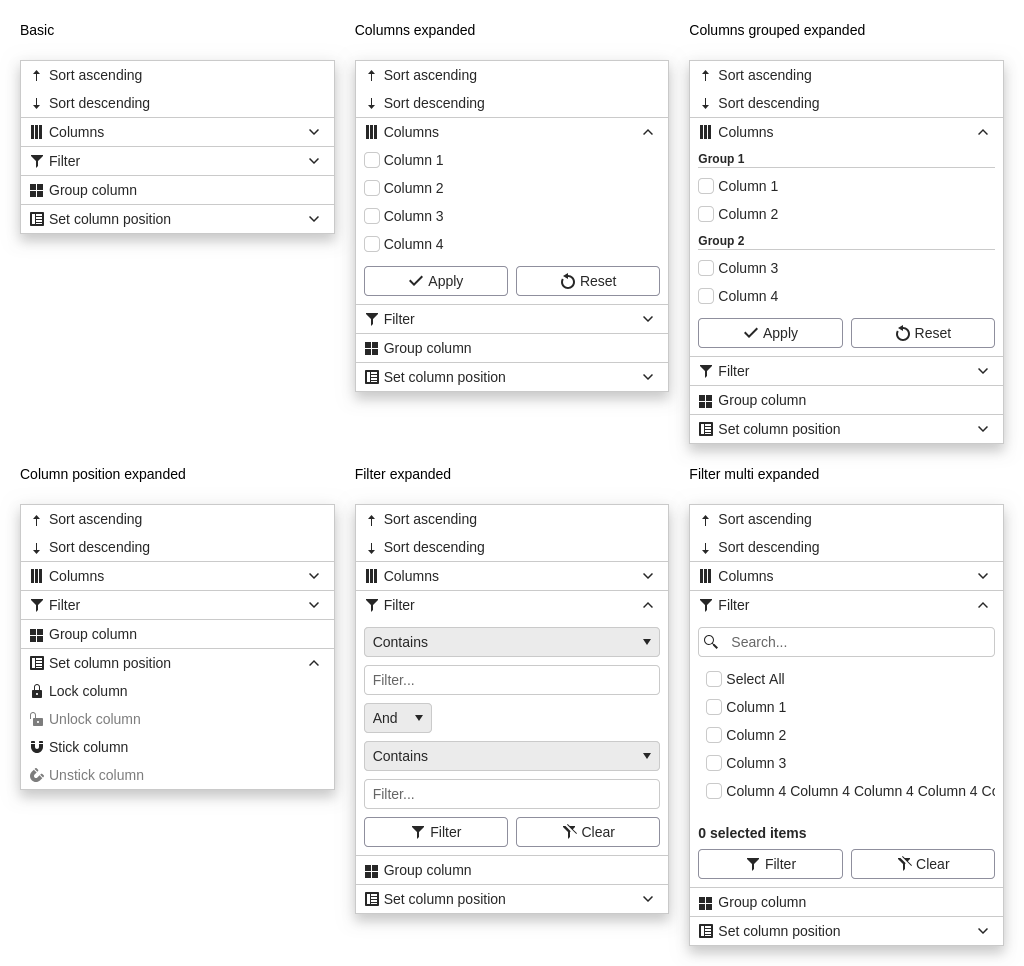 Basic
Sort ascending
Sort descending
Columns
Filter
Group column
Set column position
Columns expanded
Sort ascending
Sort descending
Columns
Column 1
Column 2
Column 3
Column 4
Apply
Reset
Filter
Group column
Set column position
Columns grouped expanded
Sort ascending
Sort descending
Columns
Group 1
Column 1
Column 2
Group 2
Column 3
Column 4
Apply
Reset
Filter
Group column
Set column position
Column position expanded
Sort ascending
Sort descending
Columns
Filter
Group column
Set column position
Lock column
Unlock column
Stick column
Unstick column
Filter expanded
Sort ascending
Sort descending
Columns
Filter
Contains
Filter...
And
Contains
Filter...
Filter
Clear
Group column
Set column position
Filter multi expanded
Sort ascending
Sort descending
Columns
Filter
Search...
Select All
Column 1
Column 2
Column 3
Column 4 Column 4 Column 4 Column 4
0 selected items
Filter
Clear
Group column
Set column position